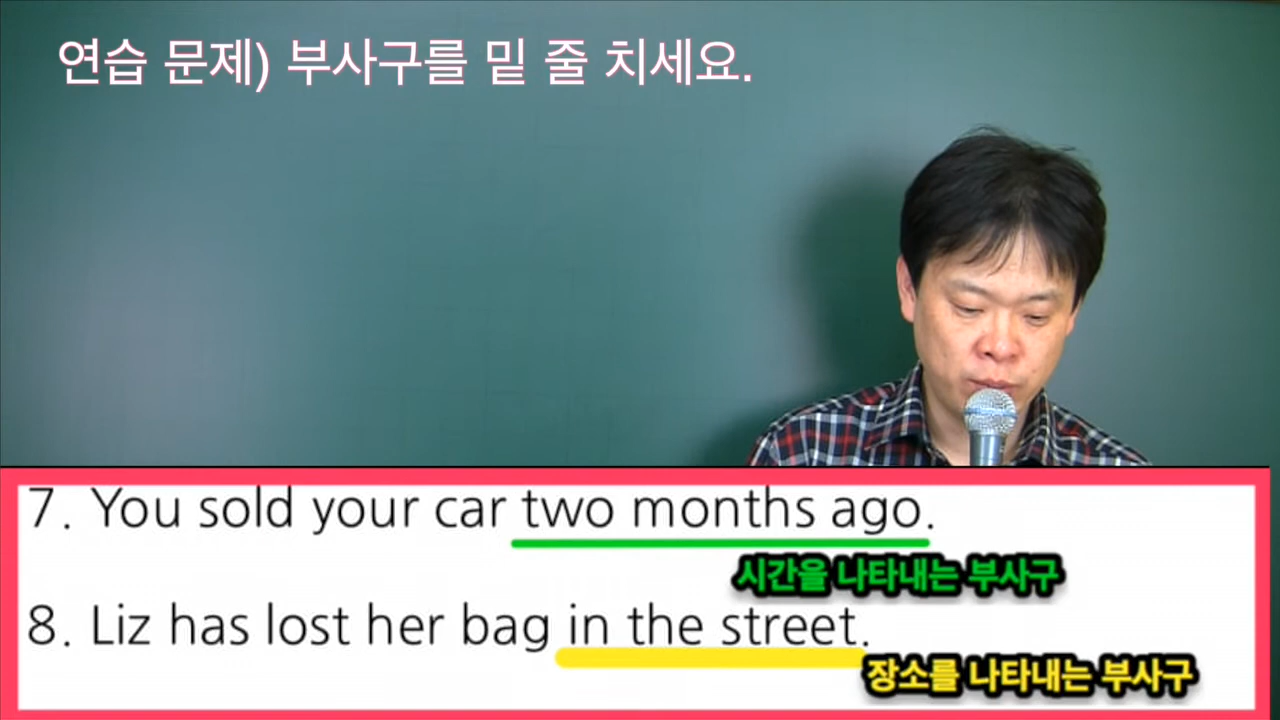 연습 문제) 부사구를 밑 줄 치세요.
7. You sold your car two months ago.
시간을 나타내는 부사구
8. Liz has lost her bag in the street.
장소를 나타내는 부사구